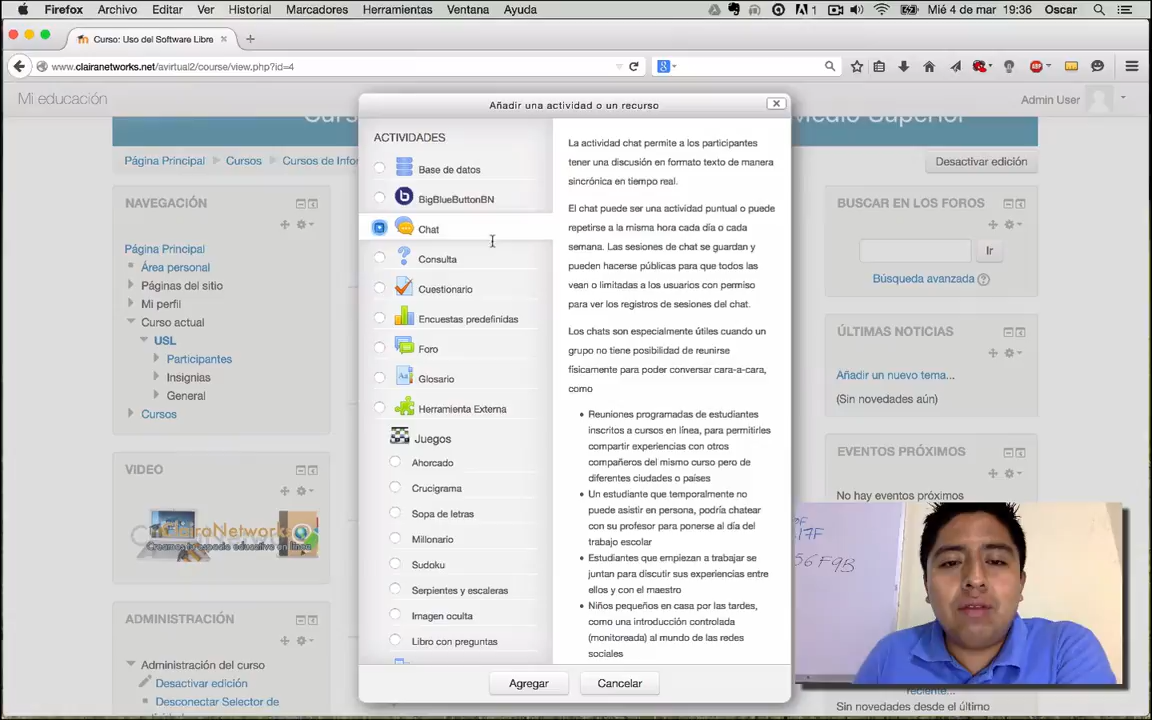 Firefox Archivo Editar Ver Historial Marcadores Herramientas Ventana Ayuda 1 Mié 4 de mar 19:36 Oscar
Curso: Uso del Software Libre
www.clairanetworks.net/avirtual2/course/view.php?id=4
Mi educación
Admin User
Página Principal Cursos
Desactivar edición
NAVEGACIÓN
Página Principal
Área personal
Páginas del sitio
Mi perfil
Curso actual
USL
Participantes
Insignias
General
Cursos
VIDEO
ClairaNetworks
ADMINISTRACIÓN
Administración del curso
Desactivar edición
Desconectar Selector de
Añadir una actividad o un recurso
ACTIVIDADES
Base de datos
BigBlueButtonBN
Chat
Consulta
Cuestionario
Encuestas predefinidas
Foro
Glosario
Herramienta Externa
Juegos
Ahorcado
Crucigrama
Sopa de letras
Millonario
Sudoku
Serpientes y escaleras
Imagen oculta
Libro con preguntas
La actividad chat permite a los participantes
tener una discusión en formato texto de manera
sincrónica en tiempo real.
El chat puede ser una actividad puntual o puede
repetirse a la misma hora cada día o cada
semana. Las sesiones de chat se guardan y
pueden hacerse públicas para que todos las
vean o limitadas a los usuarios con permiso
para ver los registros de sesiones del chat.
Los chats son especialmente útiles cuando un
grupo no tiene posibilidad de reunirse
físicamente para poder conversar cara-a-cara,
como
Reuniones programadas de estudiantes
inscritos a cursos en línea, para permitirles
compartir experiencias con otros
compañeros del mismo curso pero de
diferentes ciudades o países
Un estudiante que temporalmente no
puede asistir en persona, podría chatear
con su profesor para ponerse al día del
trabajo escolar
Estudiantes que empiezan a trabajar se
juntan para discutir sus experiencias entre
ellos y con el maestro
Niños pequeños en casa por las tardes,
como una introducción controlada
(monitoreada) al mundo de las redes
sociales
Agregar Cancelar
BUSCAR EN LOS FOROS
Ir
Búsqueda avanzada
ÚLTIMAS NOTICIAS
Añadir un nuevo tema...
(Sin novedades aún)
EVENTOS PRÓXIMOS
No hay eventos próximos
17F
56F9B
reciente...
Sin novedades desde el último